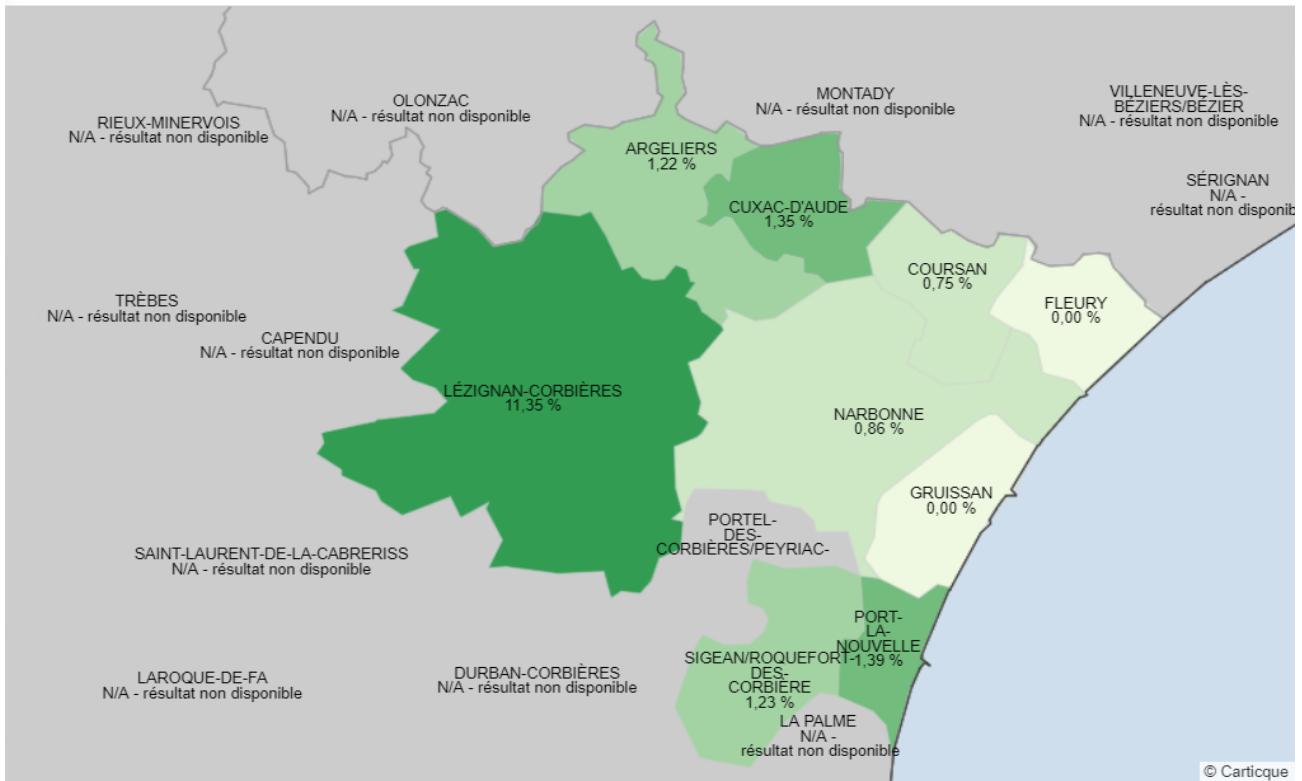 OLONZAC
N/A - résultat non disponible
MONTADY
N/A - résultat non disponible
VILLENEUVE-LÈS-
BÉZIERS/BÉZIER
N/A - résultat non disponible
RIEUX-MINERVOIS
N/A - résultat non disponible
ARGELIERS
1,22 %
SÉRIGNAN
N/A -
résultat non disponib
CUXAC-D'AUDE
1,35 %
COURSAN
0,75 %
FLEURY
0,00 %
TRÈBES
N/A - résultat non disponible
CAPENDU
N/A - résultat non disponible
LÉZIGNAN-CORBIÈRES
11,35 %
NARBONNE
0,86 %
GRUISSAN
0,00 %
PORTEL-
DES-
CORBIÈRES/PEYRIAC-
SAINT-LAURENT-DE-LA-CABRERISS
N/A - résultat non disponible
PORT-
LA-
NOUVELLE
1,39 %
SIGEAN/ROQUEFORT-
DES-
CORBIÈRE
1,23 %
LAROQUE-DE-FA
N/A - résultat non disponible
DURBAN-CORBIÈRES
N/A - résultat non disponible
LA PALME
N/A -
résultat non disponible
© Carticque